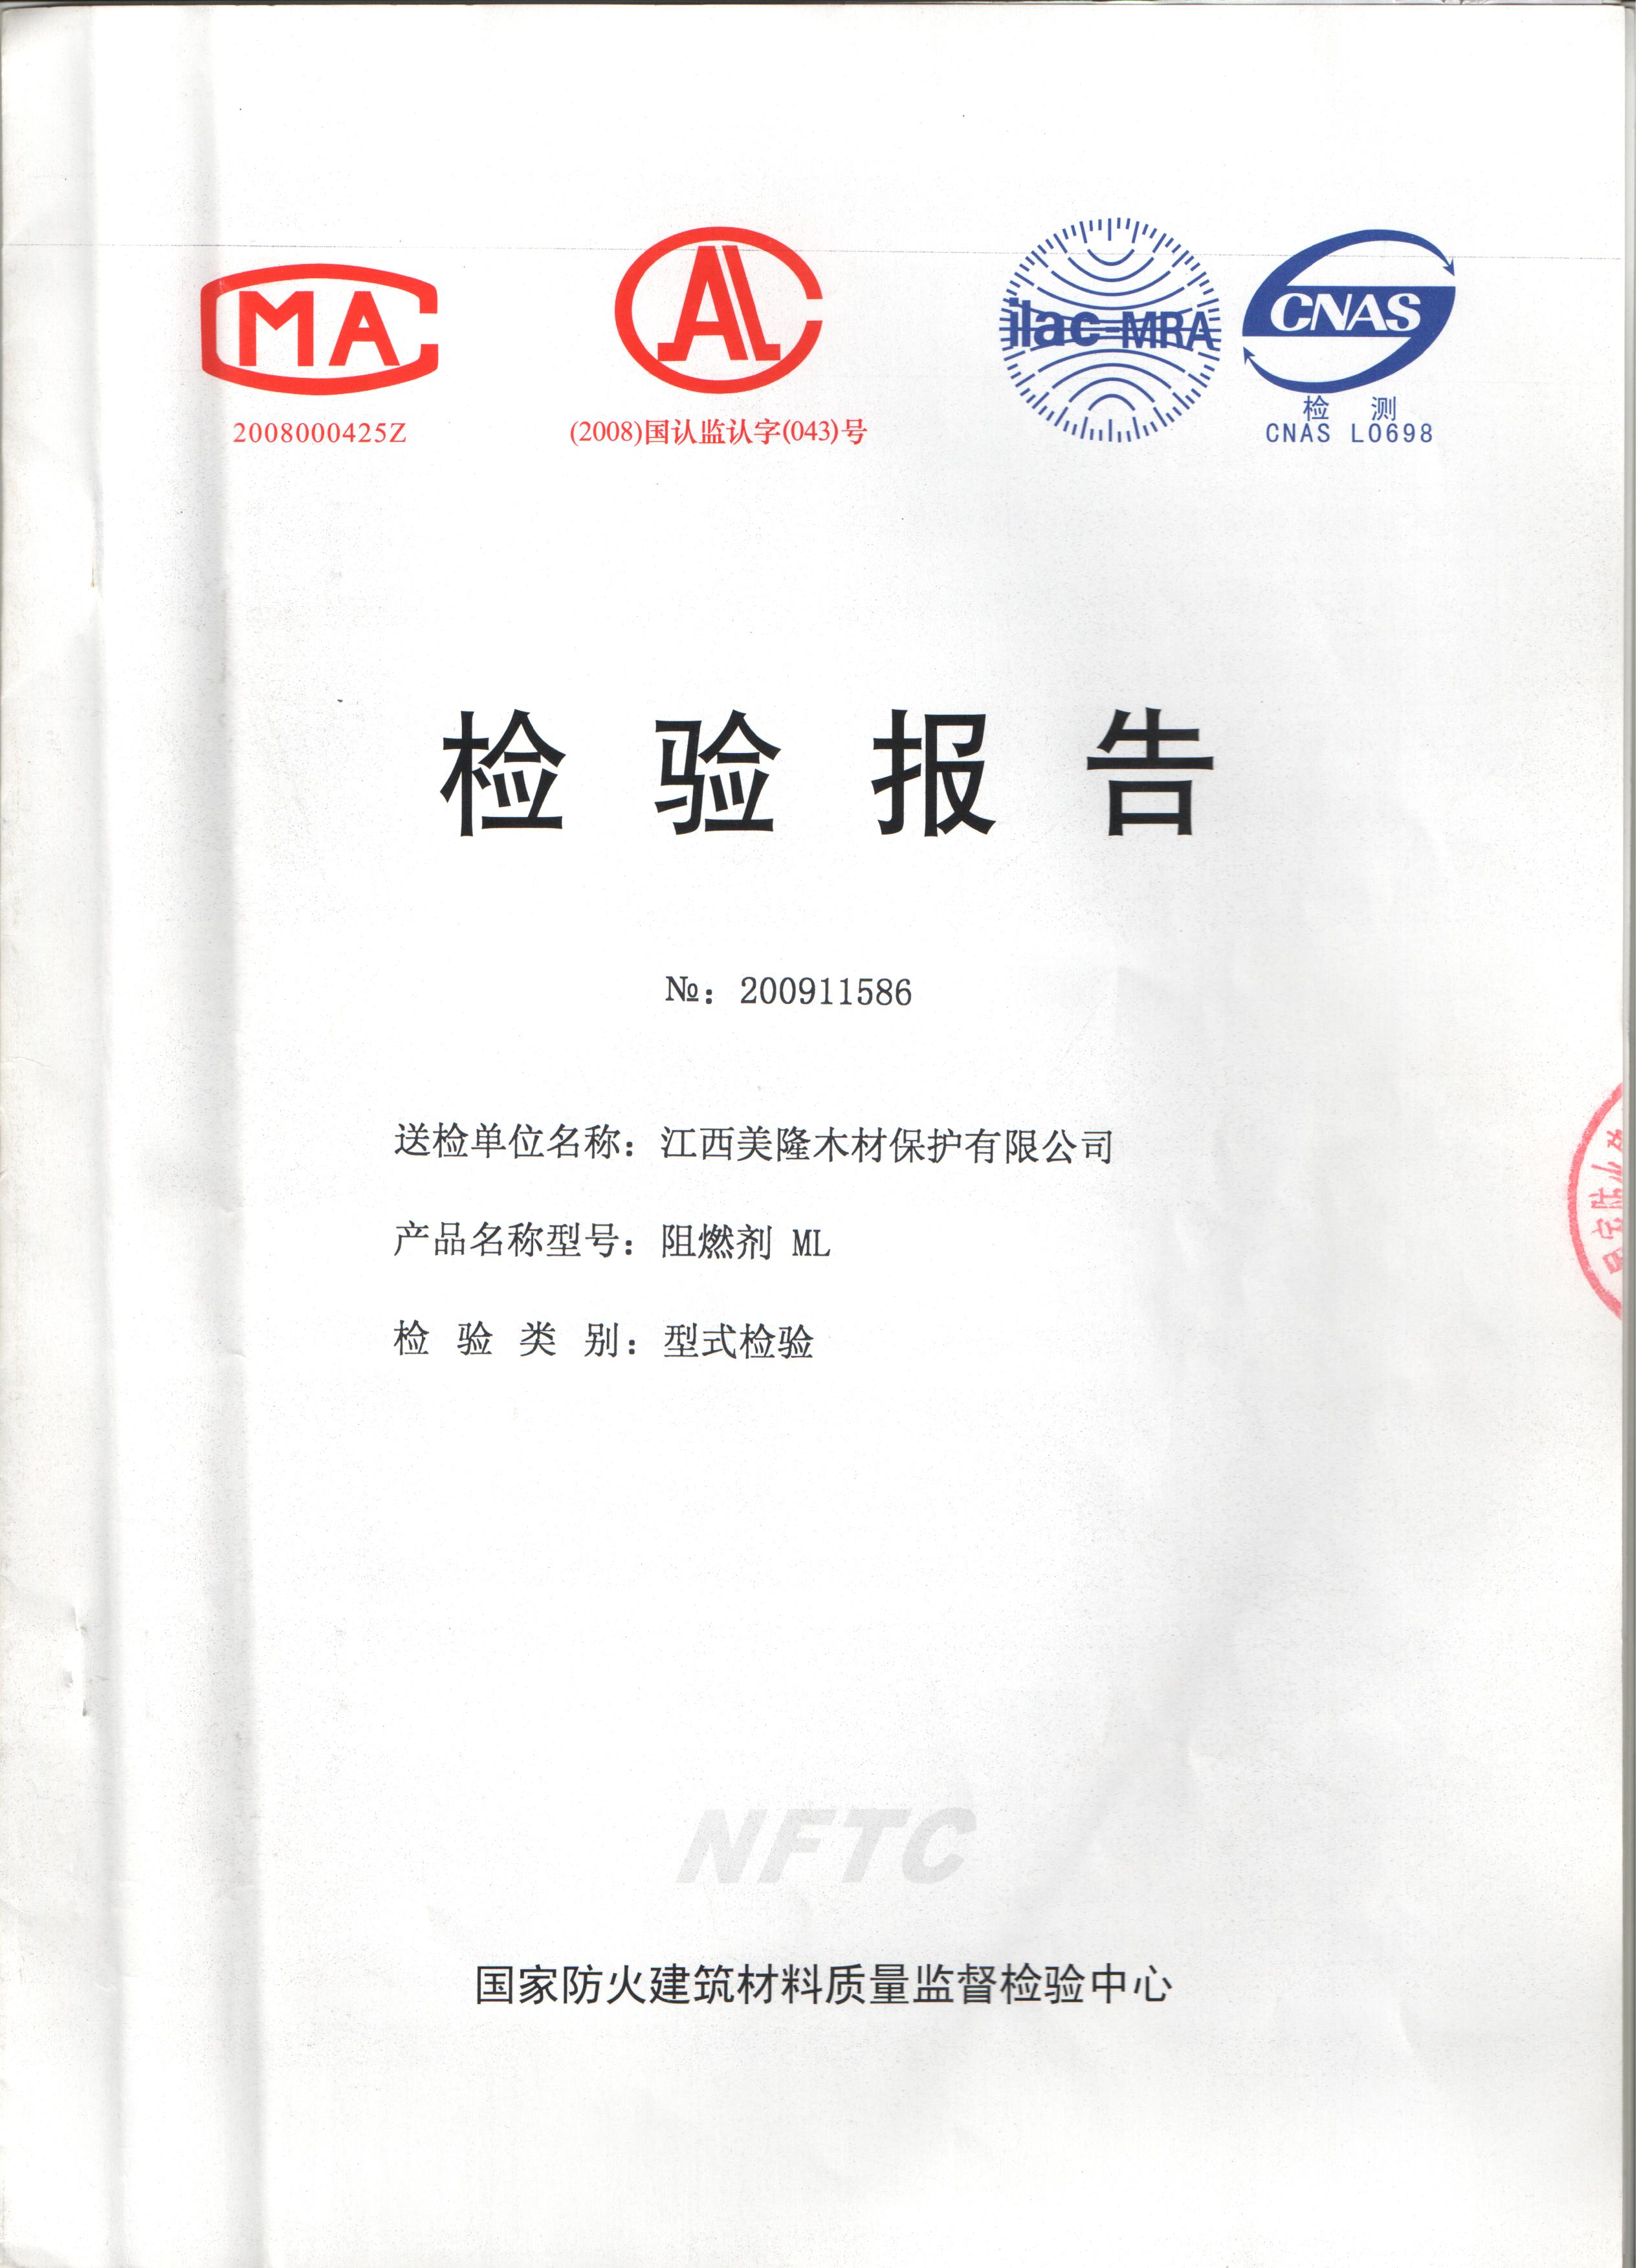 MA
2008000425Z
AL
(2008)国认监认字(043)号
ilac-MRA
CNAS
检 测
CNAS L0698
检 验 报 告
№: 200911586
送检单位名称: 江西美隆木材保护有限公司
产品名称型号: 阻燃剂 ML
检 验 类 别: 型式检验
NFTC
国家防火建筑材料质量监督检验中心